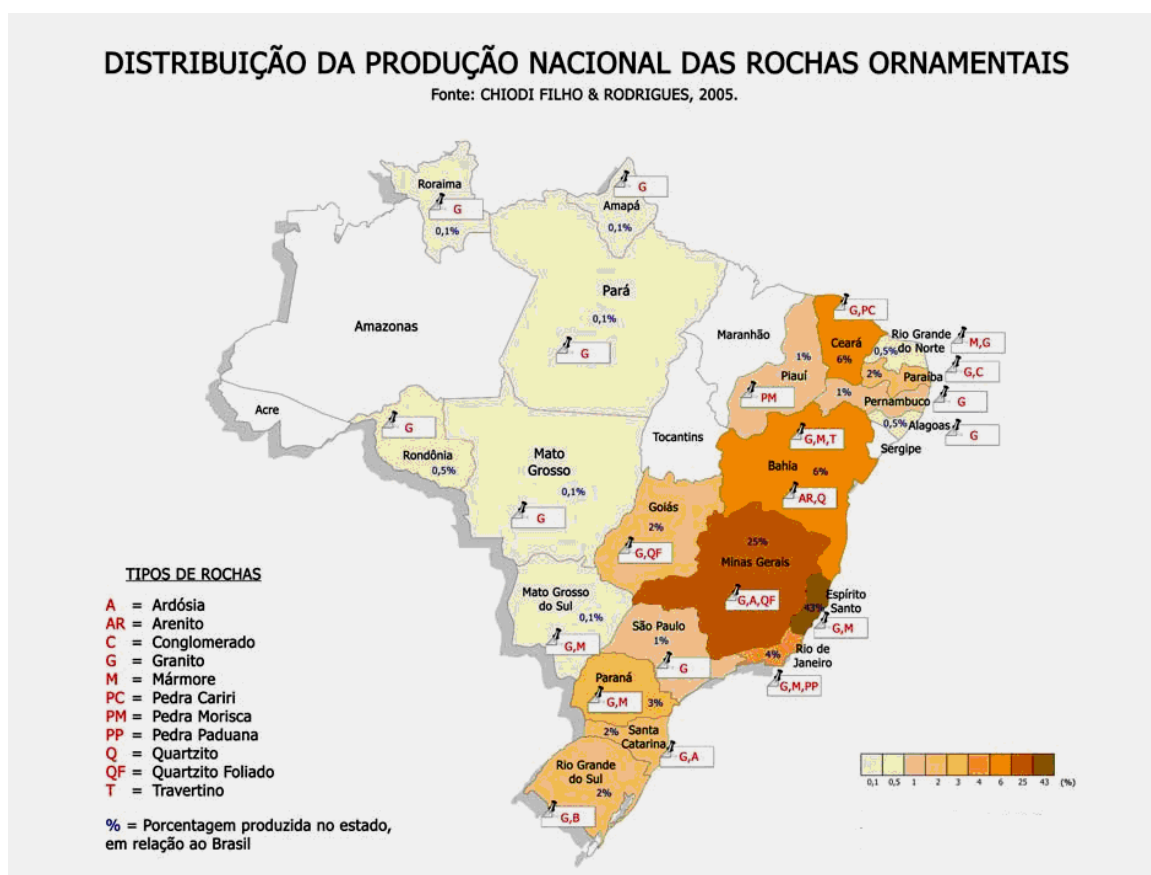 DISTRIBUIÇÃO DA PRODUÇÃO NACIONAL DAS ROCHAS ORNAMENTAIS
Fonte: CHIODI FILHO & RODRIGUES, 2005.
Roraima
G
0,1%
G
Amapá
0,1%
Pará
0,1%
G
Amazonas
Acre
G
Rondônia
0,5%
Mato
Grosso
0,1%
G
Maranhão
Tocantins
1%
Piauí
PM
G,PC
Ceará
6%
Rio Grande
do Norte
0,5%
M,G
2%
Paraíba
G,C
1%
Pernambuco
G
0,5%
Alagoas
G
Sergipe
G,M,T
Bahia
6%
AR,Q
Goiás
2%
G,QF
25%
Minas Gerais
G,A,QF
Espírito
Santo
43%
G,M
Mato Grosso
do Sul
0,1%
G,M
São Paulo
1%
G
4%
Rio de
Janeiro
G,M,PP
Paraná
G,M
3%
2%
Santa
Catarina
G,A
Rio Grande
do Sul
2%
G,B
TIPOS DE ROCHAS
A = Ardósia
AR = Arenito
C = Conglomerado
G = Granito
M = Mármore
PC = Pedra Cariri
PM = Pedra Morisca
PP = Pedra Paduana
Q = Quartzito
QF = Quartzito Foliado
T = Travertino
% = Porcentagem produzida no estado,
em relação ao Brasil
0,1 0,5 1 2 3 4 6 25 43 (%)